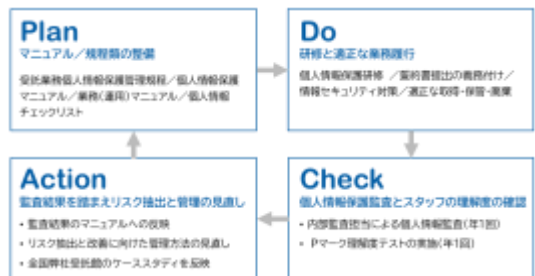 Plan
マニュアル／規程類の整備
受託業務個人情報保護管理規程／個人情報保護
マニュアル／業務(運用)マニュアル／個人情報
チェックリスト
Do
研修と適正な業務履行
個人情報保護研修 ／誓約書提出の義務付け／
情報セキュリティ対策／適正な取得・保管・廃棄
Action
監査結果を踏まえリスク抽出と管理の見直し
・監査結果のマニュアルへの反映
・リスク抽出と改善に向けた管理方法の見直し
・全国弊社受託館のケーススタディを反映
Check
個人情報保護監査とスタッフの理解度の確認
・内部監査担当による個人情報監査(年1回)
・Pマーク理解度テストの実施(年1回)